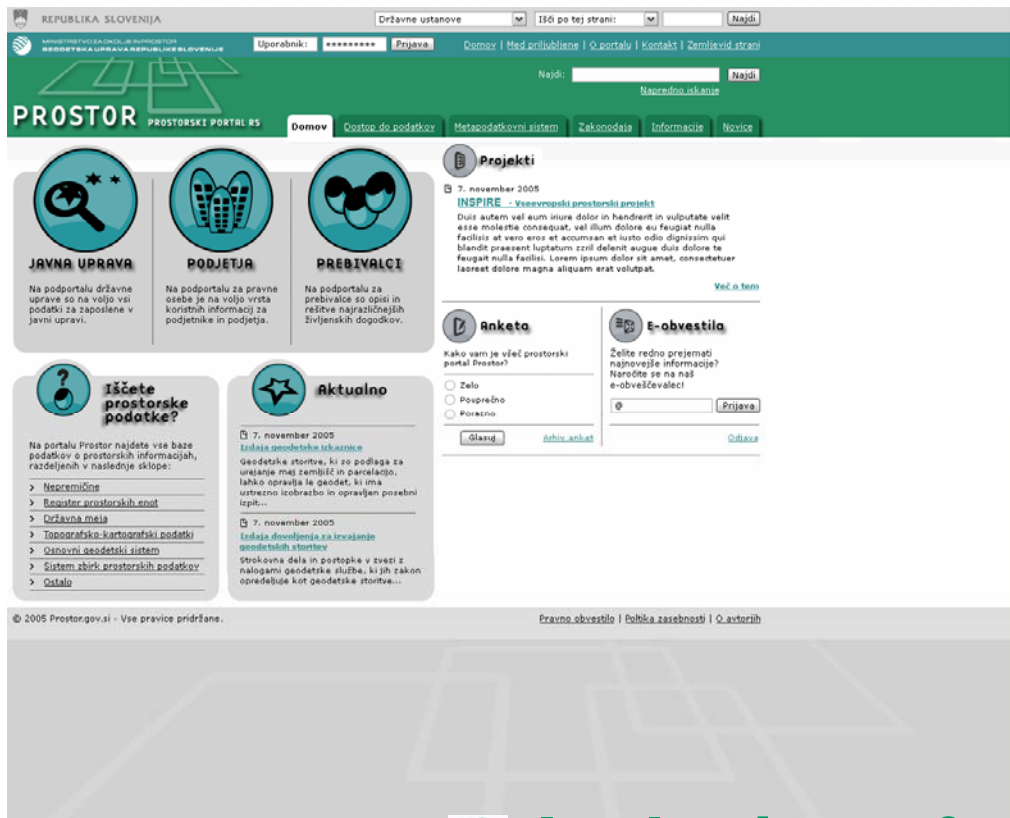 REPUBLIKA SLOVENIJA
Državne ustanove
Išči po tej strani:
Najdi
MINISTRSTVO ZA OKOLJE IN PROSTOR
GEODETSKA UPRAVA REPUBLIKE SLOVENIJE
Uporabnik: ********* Prijava
Domov | Med priljubljene | O portalu | Kontakt | Zemljevid strani
Najdi: Najdi
Napredno iskanje
PROSTOR PROSTORSKI PORTAL RS
Domov Dostop do podatkov Metapodatkovni sistem Zakonodaja Informacije Novice
JAVNA UPRAVA
Na podportalu državne
uprave so na voljo vsi
podatki za zaposlene v
javni upravi.
PODJETJA
Na podportalu za pravne
osebe je na voljo vrsta
koristnih informacij za
podjetnike in podjetja.
PREBIVALCI
Na podportalu za
prebivalce so opisi in
rešitve najrazličnejših
življenskih dogodkov.
Projekti
7. november 2005
INSPIRE - Vseevropski prostorski projekt
Duis autem vel eum iriure dolor in hendrerit in vulputate velit
esse molestie consequat, vel illum dolore eu feugiat nulla
facilisis at vero eros et accumsan et iusto odio dignissim qui
blandit praesent luptatum zzril delenit augue duis dolore te
feugait nulla facilisi. Lorem ipsum dolor sit amet, consectetuer
laoreet dolore magna aliquam erat volutpat.
Več o tem
Anketa
Kako vam je všeč prostorski
portal Prostor?
Zelo
Povprečno
Porazno
Glasuj Arhiv anket
E-obvestila
Želite redno prejemati
najnovejše informacije?
Naročite se na naš
e-obveščevalec!
@ Prijava
Odjava
Iščete
prostorske
podatke?
Na portalu Prostor najdete vse baze
podatkov o prostorskih informacijah,
razdeljenih v naslednje sklope:
> Nepremičnine
> Register prostorskih enot
> Državna meja
> Topografsko-kartografski podatki
> Osnovni geodetski sistem
> Sistem zbirk prostorskih podatkov
> Ostalo
Aktualno
7. november 2005
Izdaja geodetske izkaznice
Geodetske storitve, ki so podlaga za
urejanje mej zemljišč in parcelacijo,
lahko opravlja le geodet, ki ima
ustrezno izobrazbo in opravljen posebni
izpit...
7. november 2005
Izdaja dovoljenja za izvajanje
geodetskih storitev
Strokovna dela in postopke v zvezi z
nalogami geodetske službe, ki jih zakon
opredeljuje kot geodetske storitve...
© 2005 Prostor.gov.si - Vse pravice pridržane.
Pravno obvestilo | Poltika zasebnosti | O avtorjih